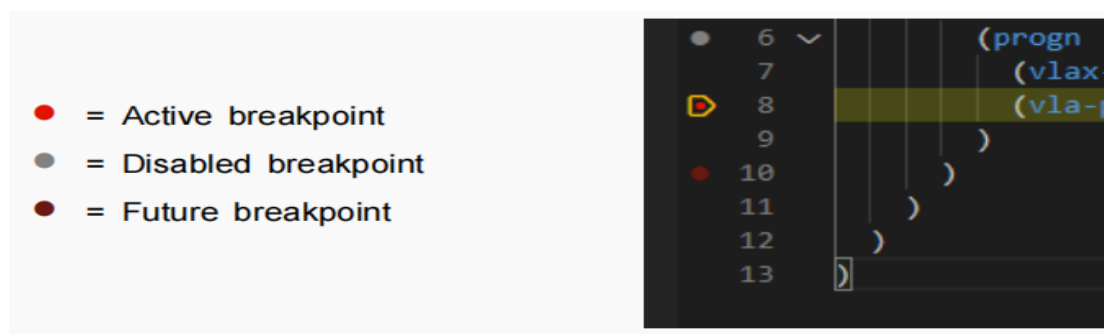 = Active breakpoint
= Disabled breakpoint
= Future breakpoint
6 (progn
7 (vlax-
8 (vla-p
9 )
10 )
11 )
12 )
13 )